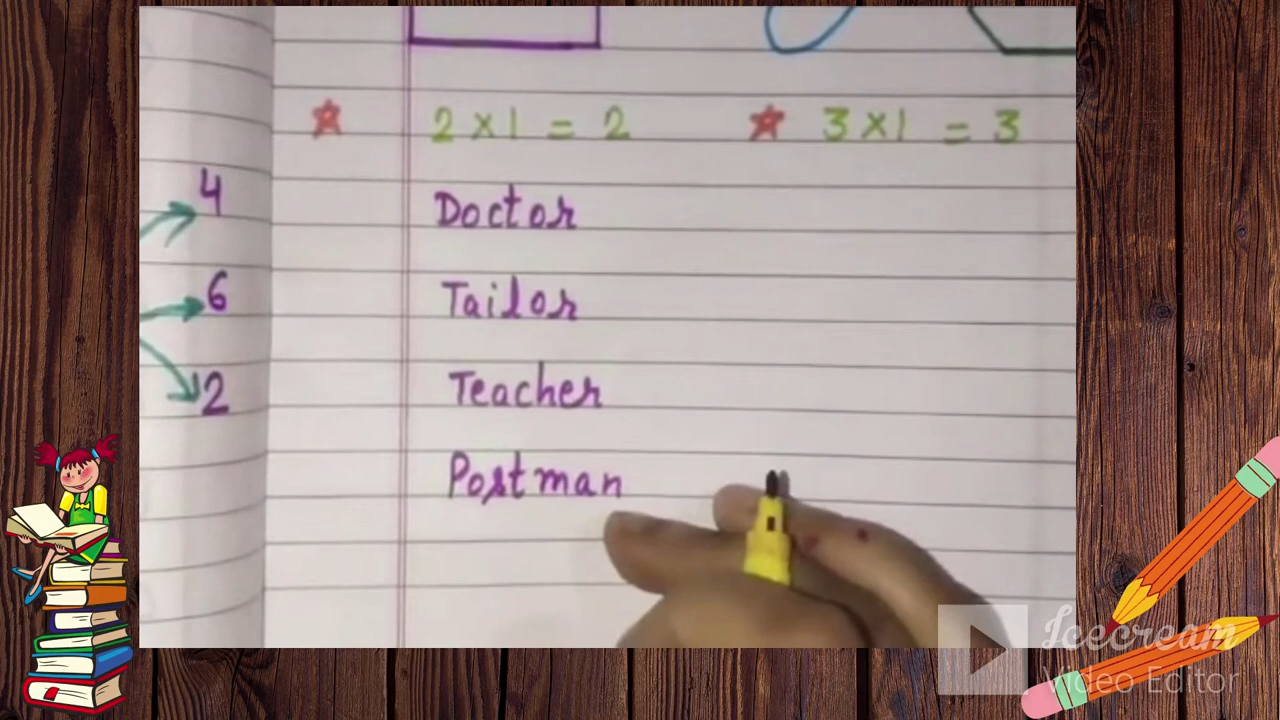 2 × 1 = 2 3 × 1 = 3
4 Doctor
6 Tailor
2 Teacher
Postman
Icecream
Video Editor